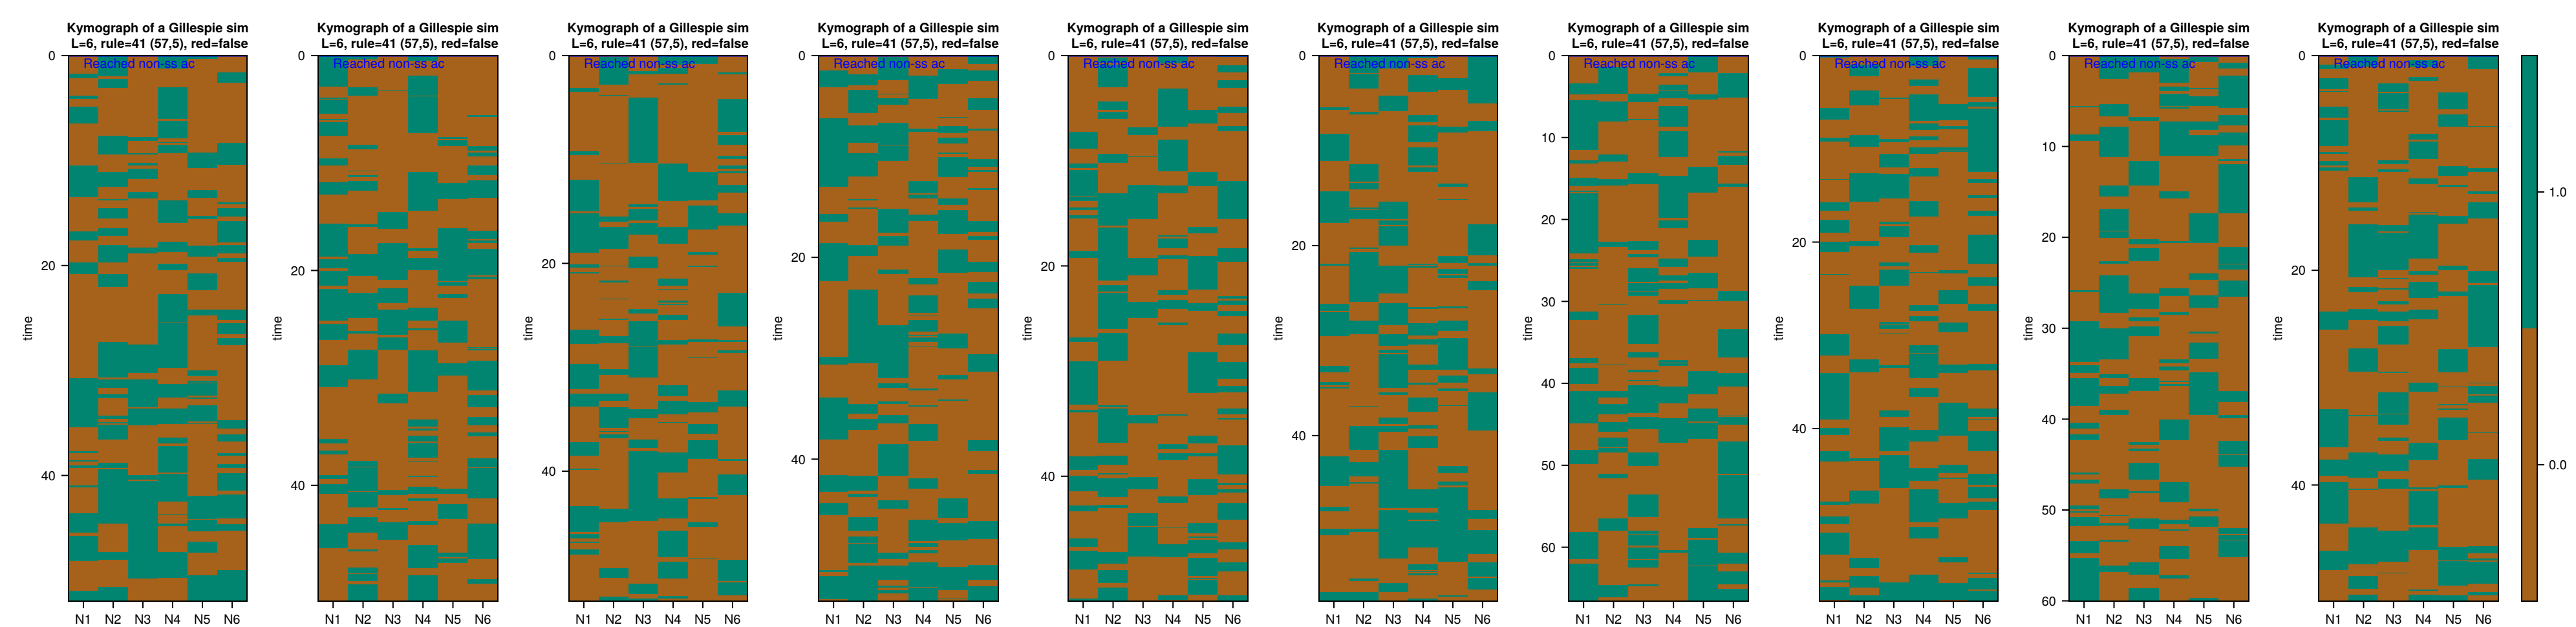 Kymograph of a Gillespie sim
L=6, rule=41 (57,5), red=false
Reached non-ss ac
0
20
40
time
N1 N2 N3 N4 N5 N6
Kymograph of a Gillespie sim
L=6, rule=41 (57,5), red=false
Reached non-ss ac
0
20
40
time
N1 N2 N3 N4 N5 N6
Kymograph of a Gillespie sim
L=6, rule=41 (57,5), red=false
Reached non-ss ac
0
20
40
time
N1 N2 N3 N4 N5 N6
Kymograph of a Gillespie sim
L=6, rule=41 (57,5), red=false
Reached non-ss ac
0
20
40
time
N1 N2 N3 N4 N5 N6
Kymograph of a Gillespie sim
L=6, rule=41 (57,5), red=false
Reached non-ss ac
0
20
40
time
N1 N2 N3 N4 N5 N6
Kymograph of a Gillespie sim
L=6, rule=41 (57,5), red=false
Reached non-ss ac
0
20
40
time
N1 N2 N3 N4 N5 N6
Kymograph of a Gillespie sim
L=6, rule=41 (57,5), red=false
Reached non-ss ac
0
10
20
30
40
50
60
time
N1 N2 N3 N4 N5 N6
Kymograph of a Gillespie sim
L=6, rule=41 (57,5), red=false
Reached non-ss ac
0
20
40
time
N1 N2 N3 N4 N5 N6
Kymograph of a Gillespie sim
L=6, rule=41 (57,5), red=false
Reached non-ss ac
0
10
20
30
40
50
60
time
N1 N2 N3 N4 N5 N6
Kymograph of a Gillespie sim
L=6, rule=41 (57,5), red=false
Reached non-ss ac
0
20
40
time
N1 N2 N3 N4 N5 N6
1.0
0.0